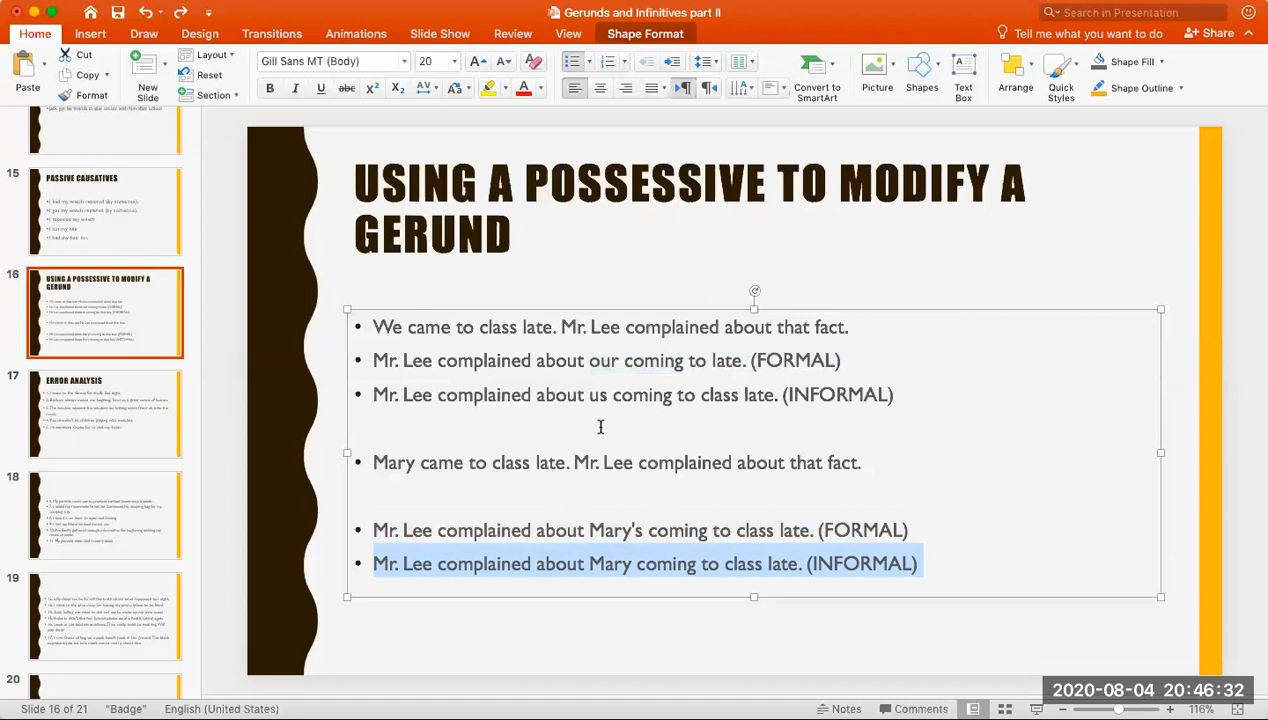 Gerunds and Infinitives part II
Search in Presentation
Home Insert Draw Design Transitions Animations Slide Show Review View Shape Format Tell me what you want to do Share
Paste Cut Copy Format
New Slide Layout Reset Section
Gill Sans MT (Body) 20
Convert to SmartArt
Picture Shapes Text Box Arrange Quick Styles Shape Fill Shape Outline
15
PASSIVE CAUSATIVES
16
USING A POSSESSIVE TO MODIFY A GERUND
17
ERROR ANALYSIS
18
19
20
USING A POSSESSIVE TO MODIFY A
GERUND
• We came to class late. Mr. Lee complained about that fact.
• Mr. Lee complained about our coming to late. (FORMAL)
• Mr. Lee complained about us coming to class late. (INFORMAL)
• Mary came to class late. Mr. Lee complained about that fact.
• Mr. Lee complained about Mary's coming to class late. (FORMAL)
• Mr. Lee complained about Mary coming to class late. (INFORMAL)
Slide 16 of 21 "Badge" English (United States) Notes Comments 116%
2020-08-04 20:46:32